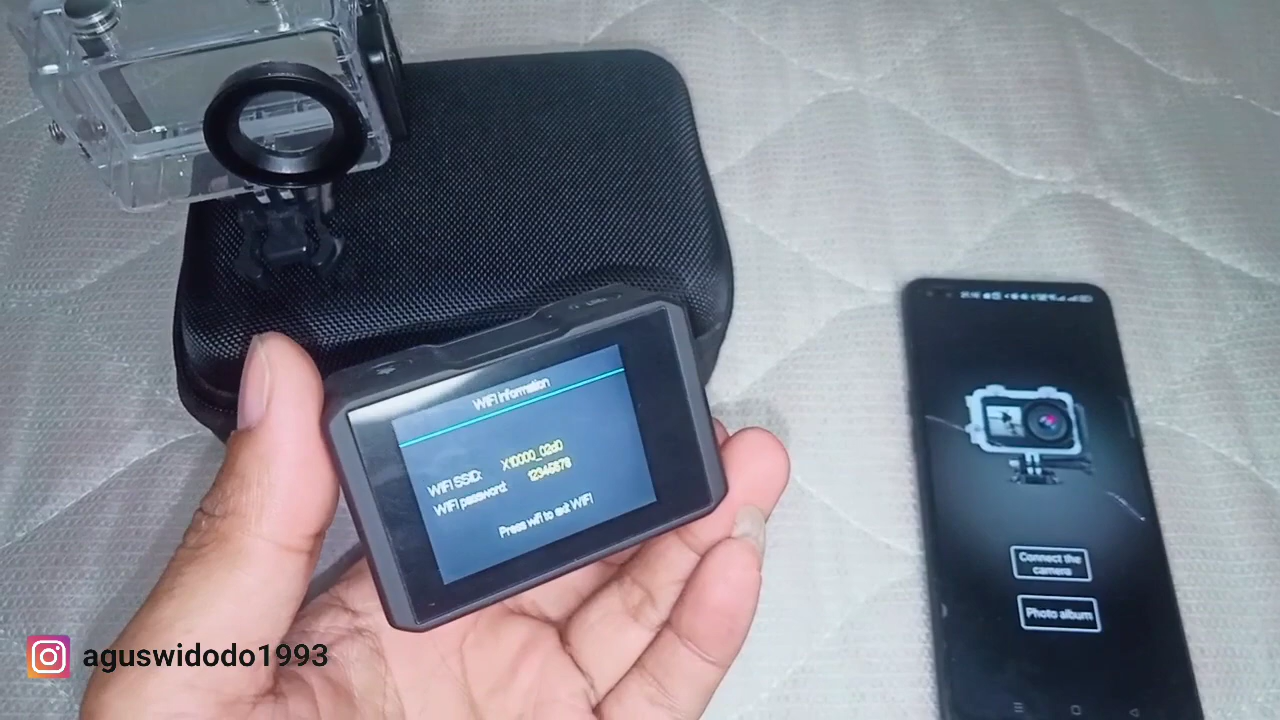 WIFI information
WIFI SSID: X10000_02d0
WIFI password: 12345678
Press wifi to exit WIFI
Connect the
camera
Photo album
aguswidodo1993